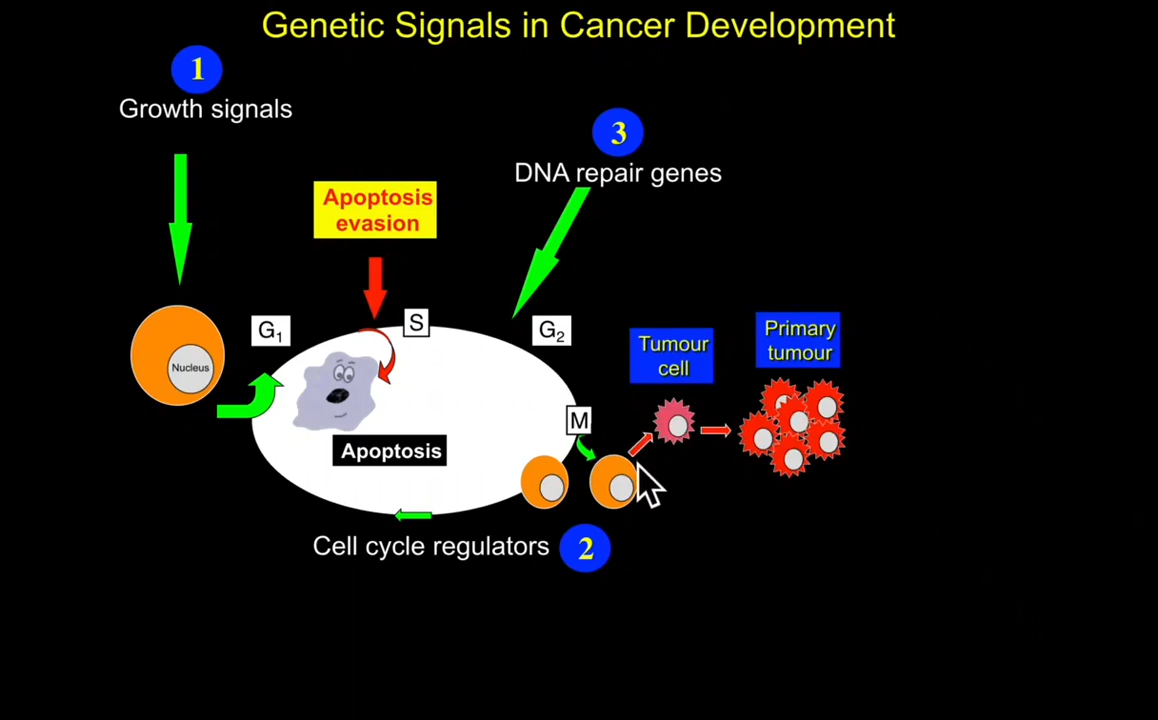 Genetic Signals in Cancer Development
1
Growth signals
3
DNA repair genes
Apoptosis
evasion
G₁
S
G₂
Nucleus
Tumour
cell
Primary
tumour
M
Apoptosis
Cell cycle regulators
2